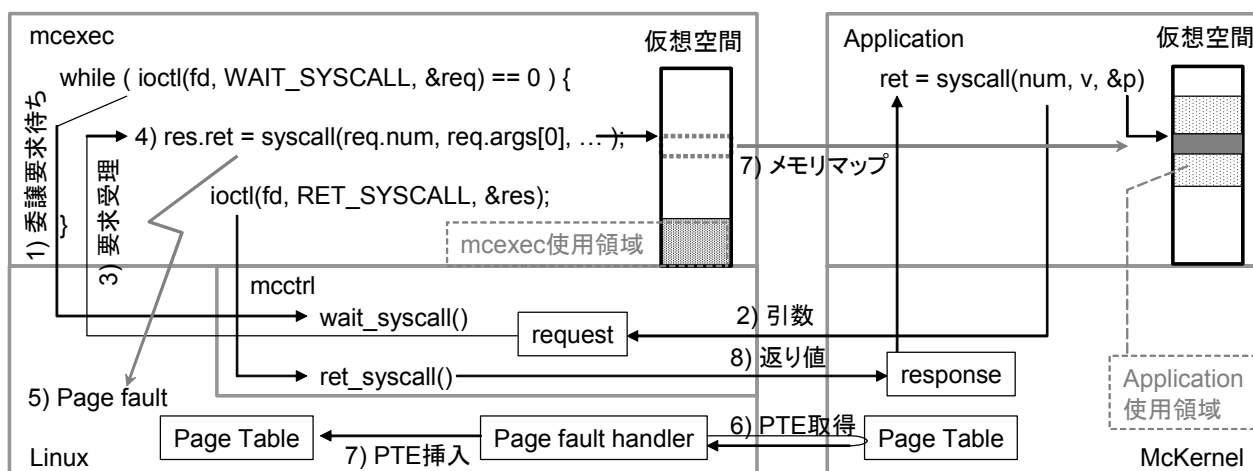 mcexec
仮想空間
while ( ioctl(fd, WAIT_SYSCALL, &req) == 0 ) {
4) res.ret = syscall(req.num, req.args[0], … );
ioctl(fd, RET_SYSCALL, &res);
}
1) 委譲要求待ち
3) 要求受理
mcexec使用領域
7) メモリマップ
Application
仮想空間
ret = syscall(num, v, &p)
mcctrl
wait_syscall()
request
2) 引数
8) 返り値
ret_syscall()
response
Application
使用領域
5) Page fault
6) PTE取得
Page Table
Page fault handler
Page Table
7) PTE挿入
Linux
McKernel